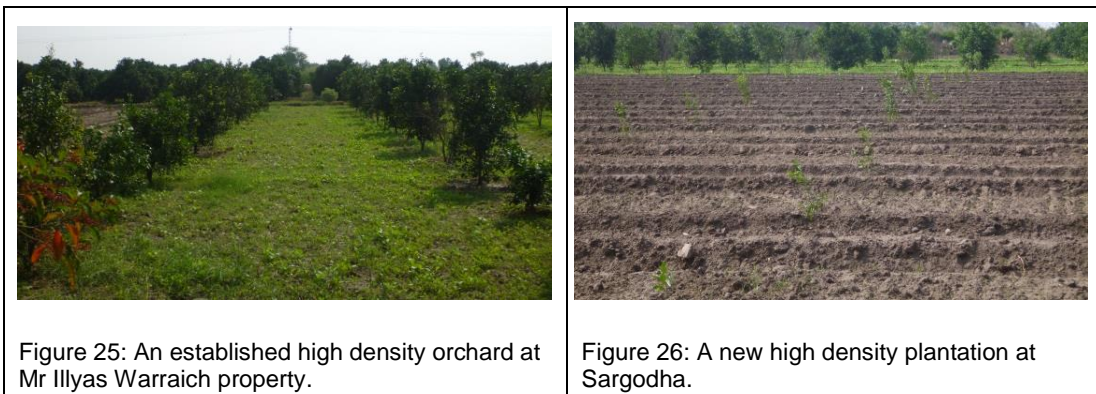 Figure 25: An established high density orchard at
Mr Illyas Warraich property.
Figure 26: A new high density plantation at
Sargodha.